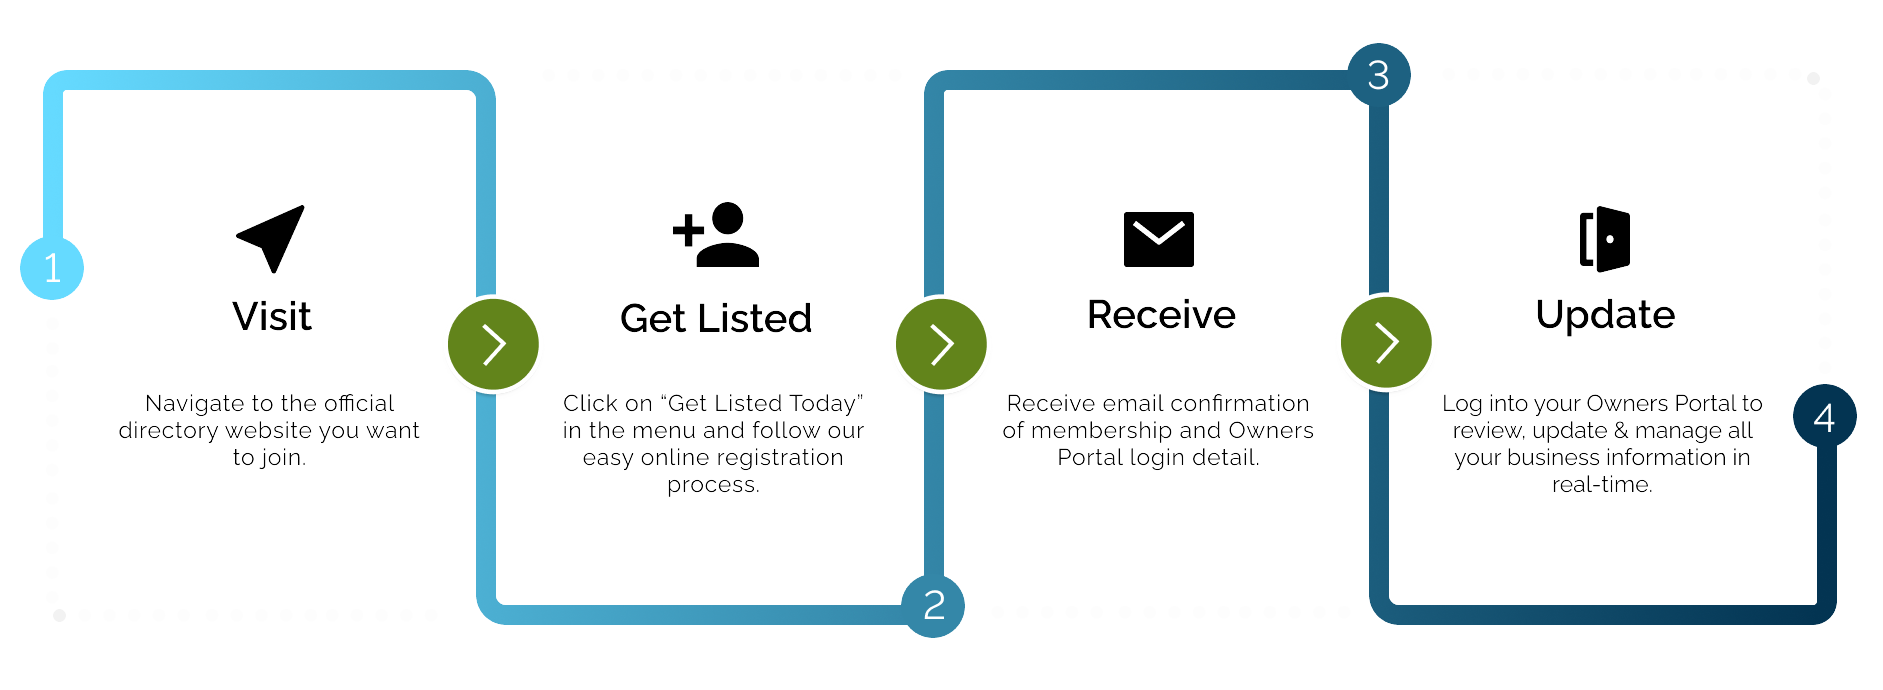 1
Visit
Navigate to the official
directory website you want
to join.
2
Get Listed
Click on “Get Listed Today”
in the menu and follow our
easy online registration
process.
3
Receive
Receive email confirmation
of membership and Owners
Portal login detail.
4
Update
Log into your Owners Portal to
review, update & manage all
your business information in
real-time.